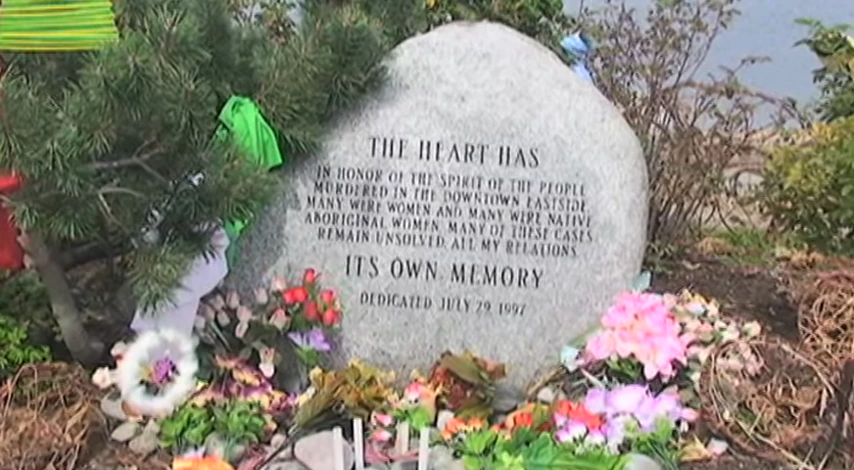 THE HEART HAS
IN HONOR OF THE SPIRIT OF THE PEOPLE
MURDERED IN THE DOWNTOWN EASTSIDE.
MANY WERE WOMEN AND MANY WERE NATIVE
ABORIGINAL WOMEN. MANY OF THESE CASES
REMAIN UNSOLVED. ALL MY RELATIONS.
ITS OWN MEMORY
DEDICATED JULY 29, 1997